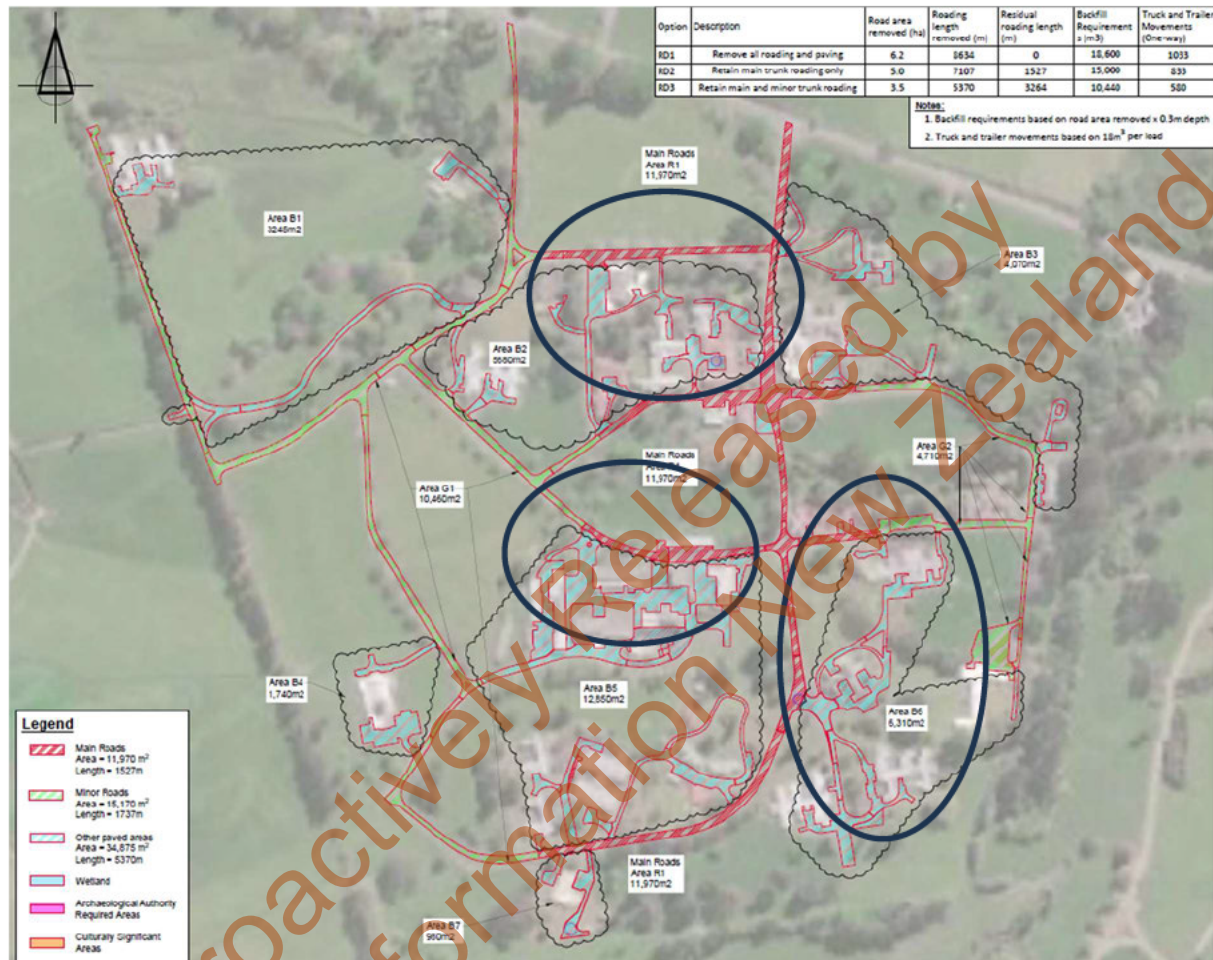 Option Description Road area removed (ha) Roading length removed (m) Residual roading length (m) Backfill Requirements (m3) Truck and Trailer Movements (One-way)
RD1 Remove all roading and paving 6.2 8634 0 18,600 1033
RD2 Retain main trunk roading only 5.0 7107 1527 15,000 833
RD3 Retain main and minor trunk roading 3.5 5370 3264 10,440 580
Notes:
1. Backfill requirements based on road area removed x 0.3m depth
2. Truck and trailer movements based on 18m³ per load
Main Roads
Area R1
11,970m2
Area B1
3248m2
Area B3
4,070m2
Area B2
Area G2
4,710m2
Main Roads
11,970m2
Area G1
10,460m2
Area B4
1,740m2
Area B5
Area B6
Main Roads
Area R1
11,970m2
Area B7
Legend
Main Roads
Area = 11,970 m²
Length = 1527m
Minor Roads
Area = 15,170 m²
Length = 1737m
Other paved areas
Area = 34,875 m²
Length = 5370m
Wetland
Archaeological Authority
Required Areas
Culturally Significant
Areas
roactively Released by
formation New Zealand